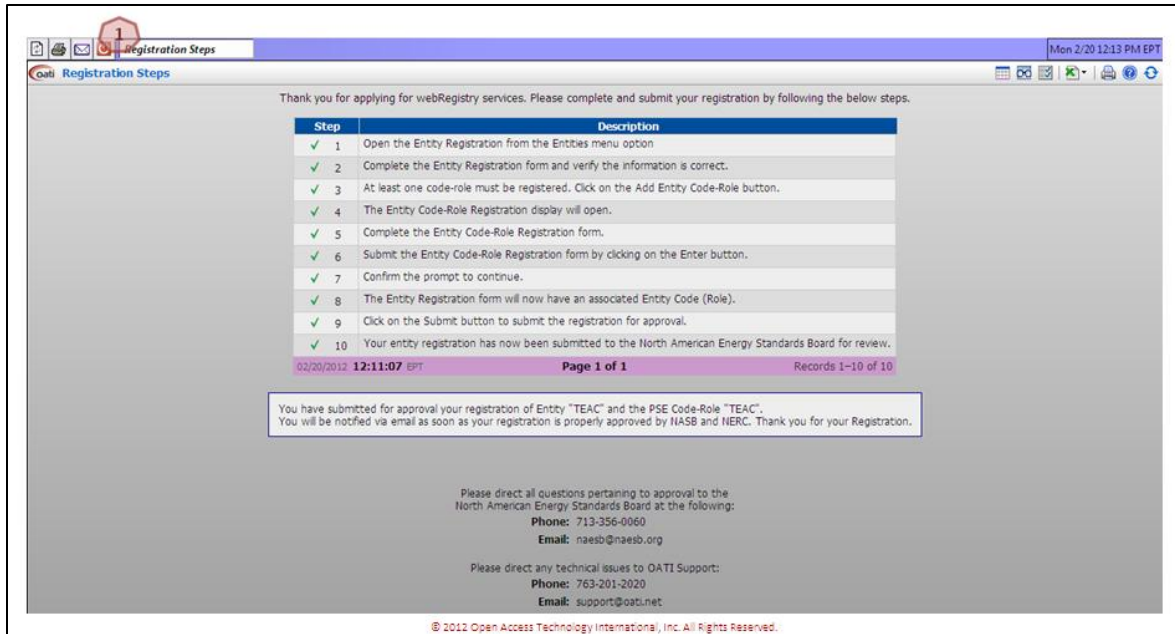 1
Registration Steps
Mon 2/20 12:13 PM EPT
oati Registration Steps
Thank you for applying for webRegistry services. Please complete and submit your registration by following the below steps.
Step Description
1 Open the Entity Registration from the Entities menu option
2 Complete the Entity Registration form and verify the information is correct.
3 At least one code-role must be registered. Click on the Add Entity Code-Role button.
4 The Entity Code-Role Registration display will open.
5 Complete the Entity Code-Role Registration form.
6 Submit the Entity Code-Role Registration form by clicking on the Enter button.
7 Confirm the prompt to continue.
8 The Entity Registration form will now have an associated Entity Code (Role).
9 Click on the Submit button to submit the registration for approval.
10 Your entity registration has now been submitted to the North American Energy Standards Board for review.
02/20/2012 12:11:07 EPT Page 1 of 1 Records 1-10 of 10
You have submitted for approval your registration of Entity "TEAC" and the PSE Code-Role "TEAC".
You will be notified via email as soon as your registration is properly approved by NASB and NERC. Thank you for your Registration.
Please direct all questions pertaining to approval to the
North American Energy Standards Board at the following:
Phone: 713-356-0060
Email: naesb@naesb.org
Please direct any technical issues to OATI Support:
Phone: 763-201-2020
Email: support@oati.net
© 2012 Open Access Technology International, Inc. All Rights Reserved.